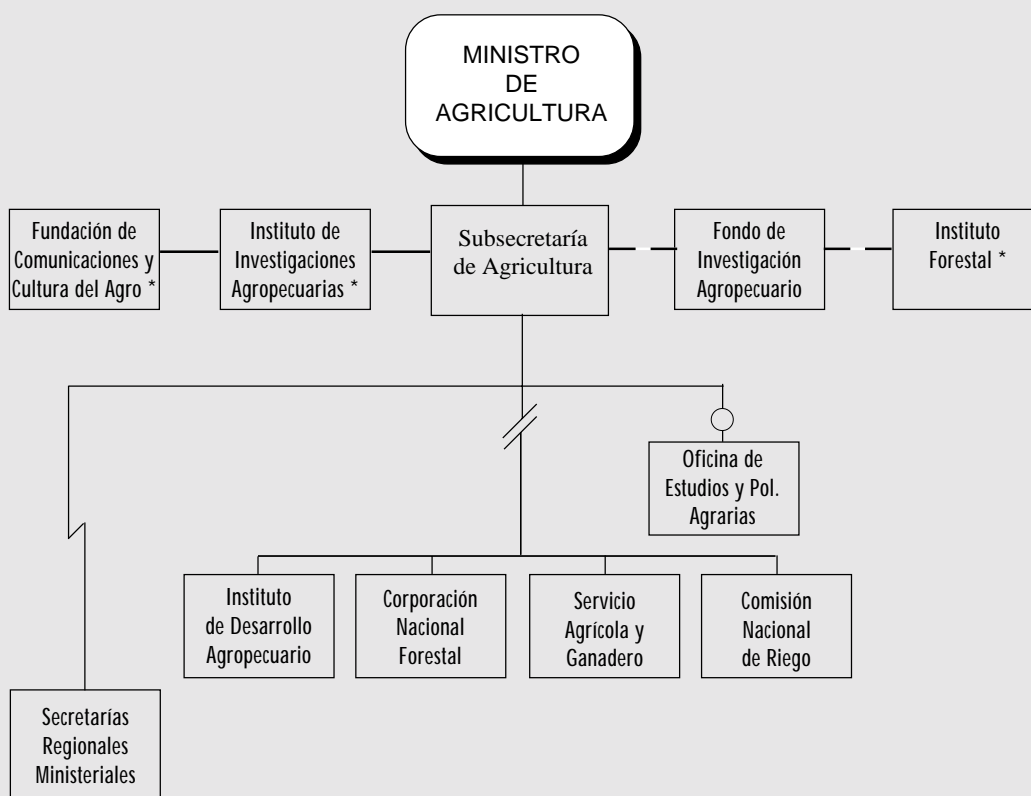 MINISTRO
DE
AGRICULTURA
Fundación de
Comunicaciones y
Cultura del Agro *
Instituto de
Investigaciones
Agropecuarias *
Subsecretaría
de Agricultura
Fondo de
Investigación
Agropecuario
Instituto
Forestal *
Oficina de
Estudios y Pol.
Agrarias
Instituto
de Desarrollo
Agropecuario
Corporación
Nacional
Forestal
Servicio
Agrícola y
Ganadero
Comisión
Nacional
de Riego
Secretarías
Regionales
Ministeriales